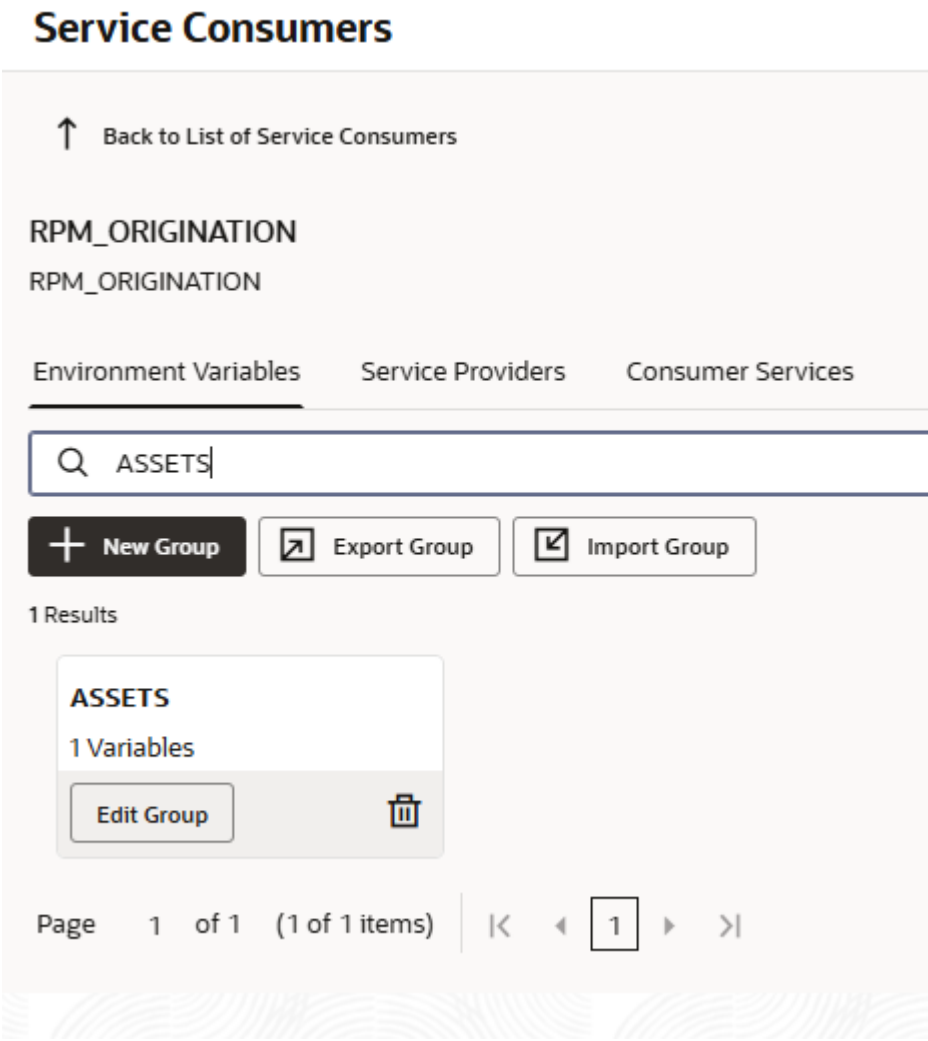 Service Consumers
Back to List of Service Consumers
RPM_ORIGINATION
RPM_ORIGINATION
Environment Variables Service Providers Consumer Services
ASSETS
New Group Export Group Import Group
1 Results
ASSETS
1 Variables
Edit Group
Page 1 of 1 (1 of 1 items) 1